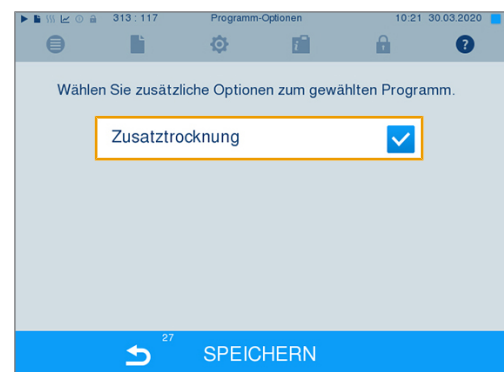 313 : 117 Programm-Optionen 10:21 30.03.2020
?
Wählen Sie zusätzliche Optionen zum gewählten Programm.
Zusatztrocknung
27
SPEICHERN